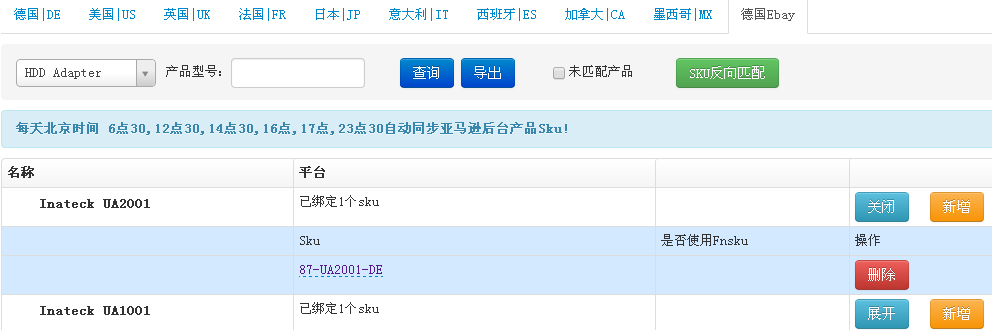 德国|DE 美国|US 英国|UK 法国|FR 日本|JP 意大利|IT 西班牙|ES 加拿大|CA 墨西哥|MX 德国Ebay
HDD Adapter 产品型号: 查询 导出 未匹配产品 SKU反向匹配
每天北京时间 6点30,12点30,14点30,16点,17点,23点30自动同步亚马逊后台产品Sku!
名称 平台
Inateck UA2001 已绑定1个sku 关闭 新增
Sku 是否使用Fnsku 操作
87-UA2001-DE 删除
Inateck UA1001 已绑定1个sku 展开 新增